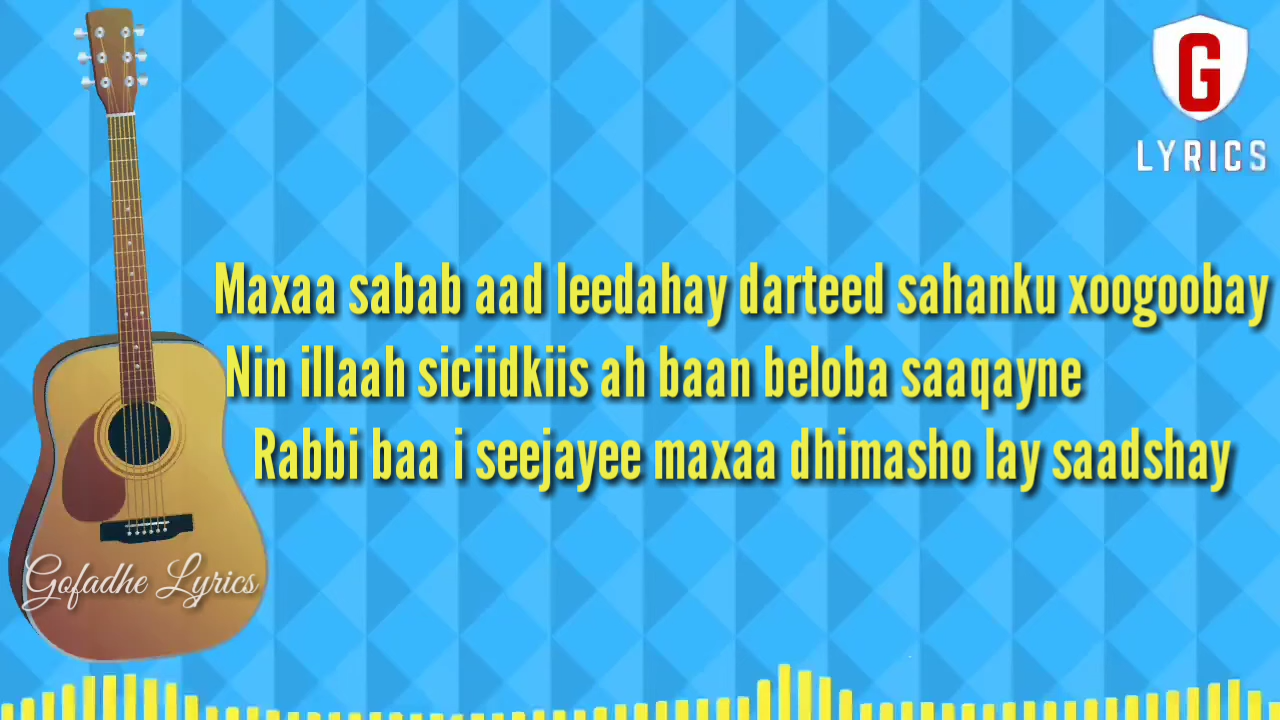 G
LYRICS
Maxaa sabab aad leedahay darteed sahanku xoogoobay
Nin illaah siciidkiis ah baan beloba saaqayne
Rabbi baa i seejayee maxaa dhimasho lay saadshay
Gofadhe Lyrics